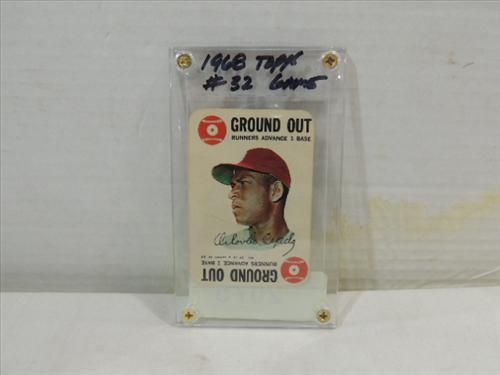 1968 TOPPS
#32 GAME
GROUND OUT
RUNNERS ADVANCE 1 BASE
Orlando Cepeda
RUNNERS ADVANCE 1 BASE
GROUND OUT